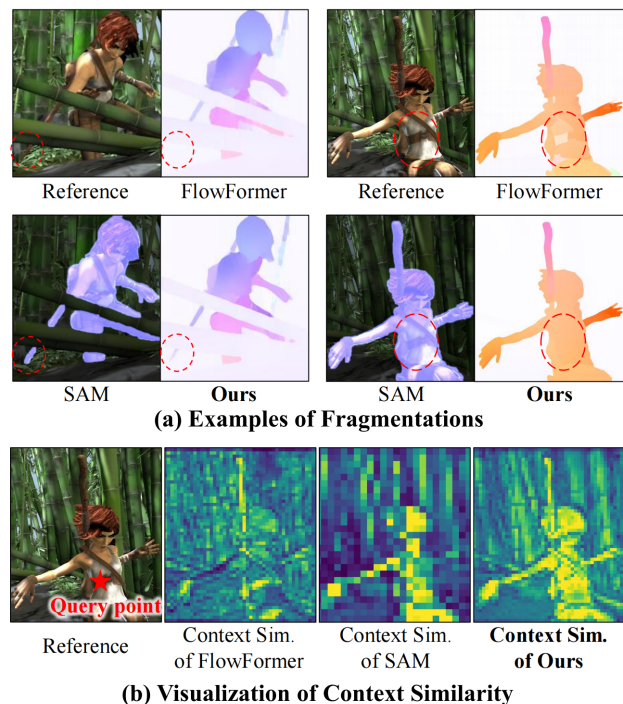 Reference FlowFormer Reference FlowFormer
SAM Ours SAM Ours
(a) Examples of Fragmentations
Query point
Reference Context Sim. of FlowFormer Context Sim. of SAM Context Sim. of Ours
(b) Visualization of Context Similarity